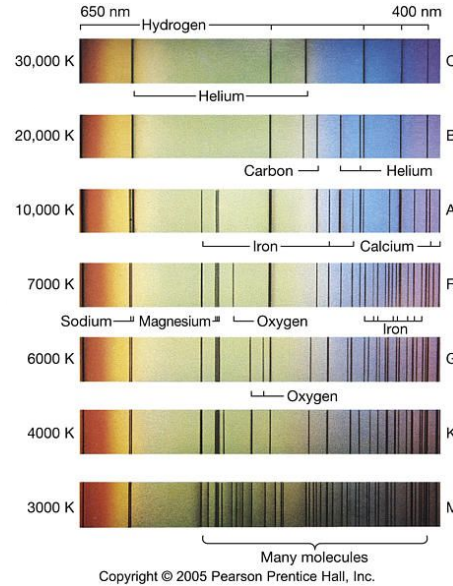 650 nm 400 nm
Hydrogen
30,000 K O
Helium
20,000 K B
Carbon Helium
10,000 K A
Iron Calcium
7000 K F
Sodium Magnesium Oxygen Iron
6000 K G
Oxygen
4000 K K
3000 K M
Many molecules
Copyright © 2005 Pearson Prentice Hall, Inc.